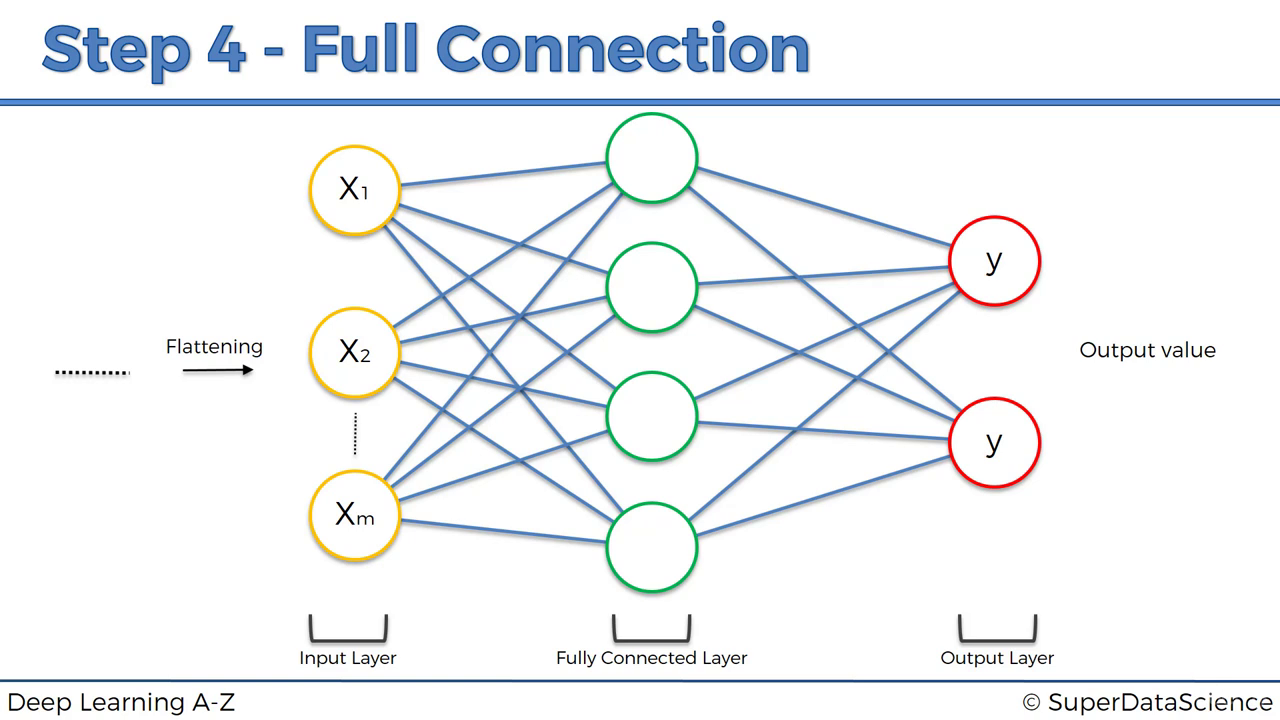 Step 4 - Full Connection
X1
y
X2
Flattening
Output value
y
Xm
Input Layer
Fully Connected Layer
Output Layer
Deep Learning A-Z
© SuperDataScience